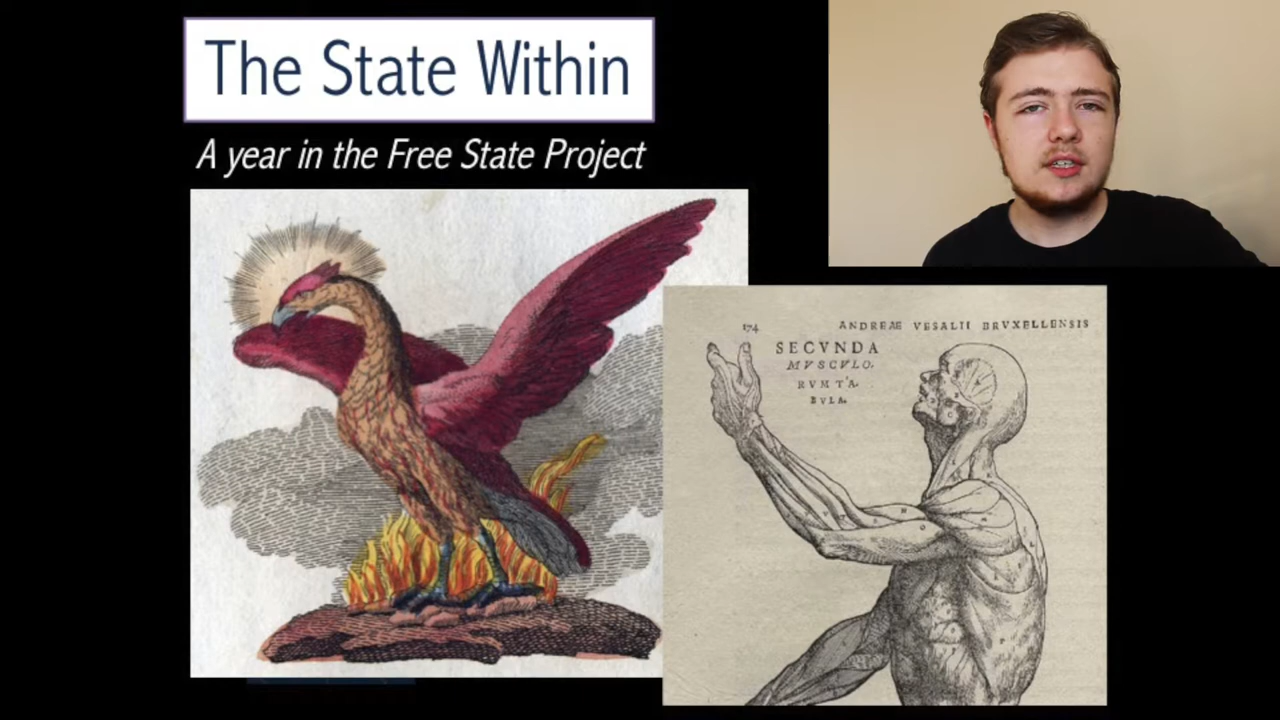 The State Within
A year in the Free State Project
174
ANDREAE VESALII BRVXELLENSIS
SECVNDA
MVSCVLO,
RVM TA,
BVLA.